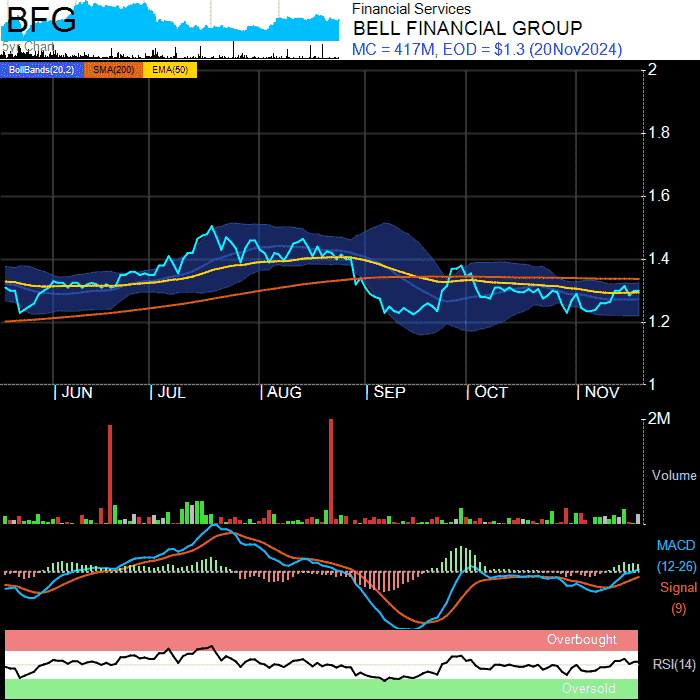 BFG
5yr Chart
Financial Services
BELL FINANCIAL GROUP
MC = 417M, EOD = $1.3 (20Nov2024)
BollBands(20,2) SMA(200) EMA(50)
2
1.8
1.6
1.4
1.2
1
JUN JUL AUG SEP OCT NOV
2M
Volume
MACD
(12-26)
Signal
(9)
Overbought
RSI(14)
Oversold